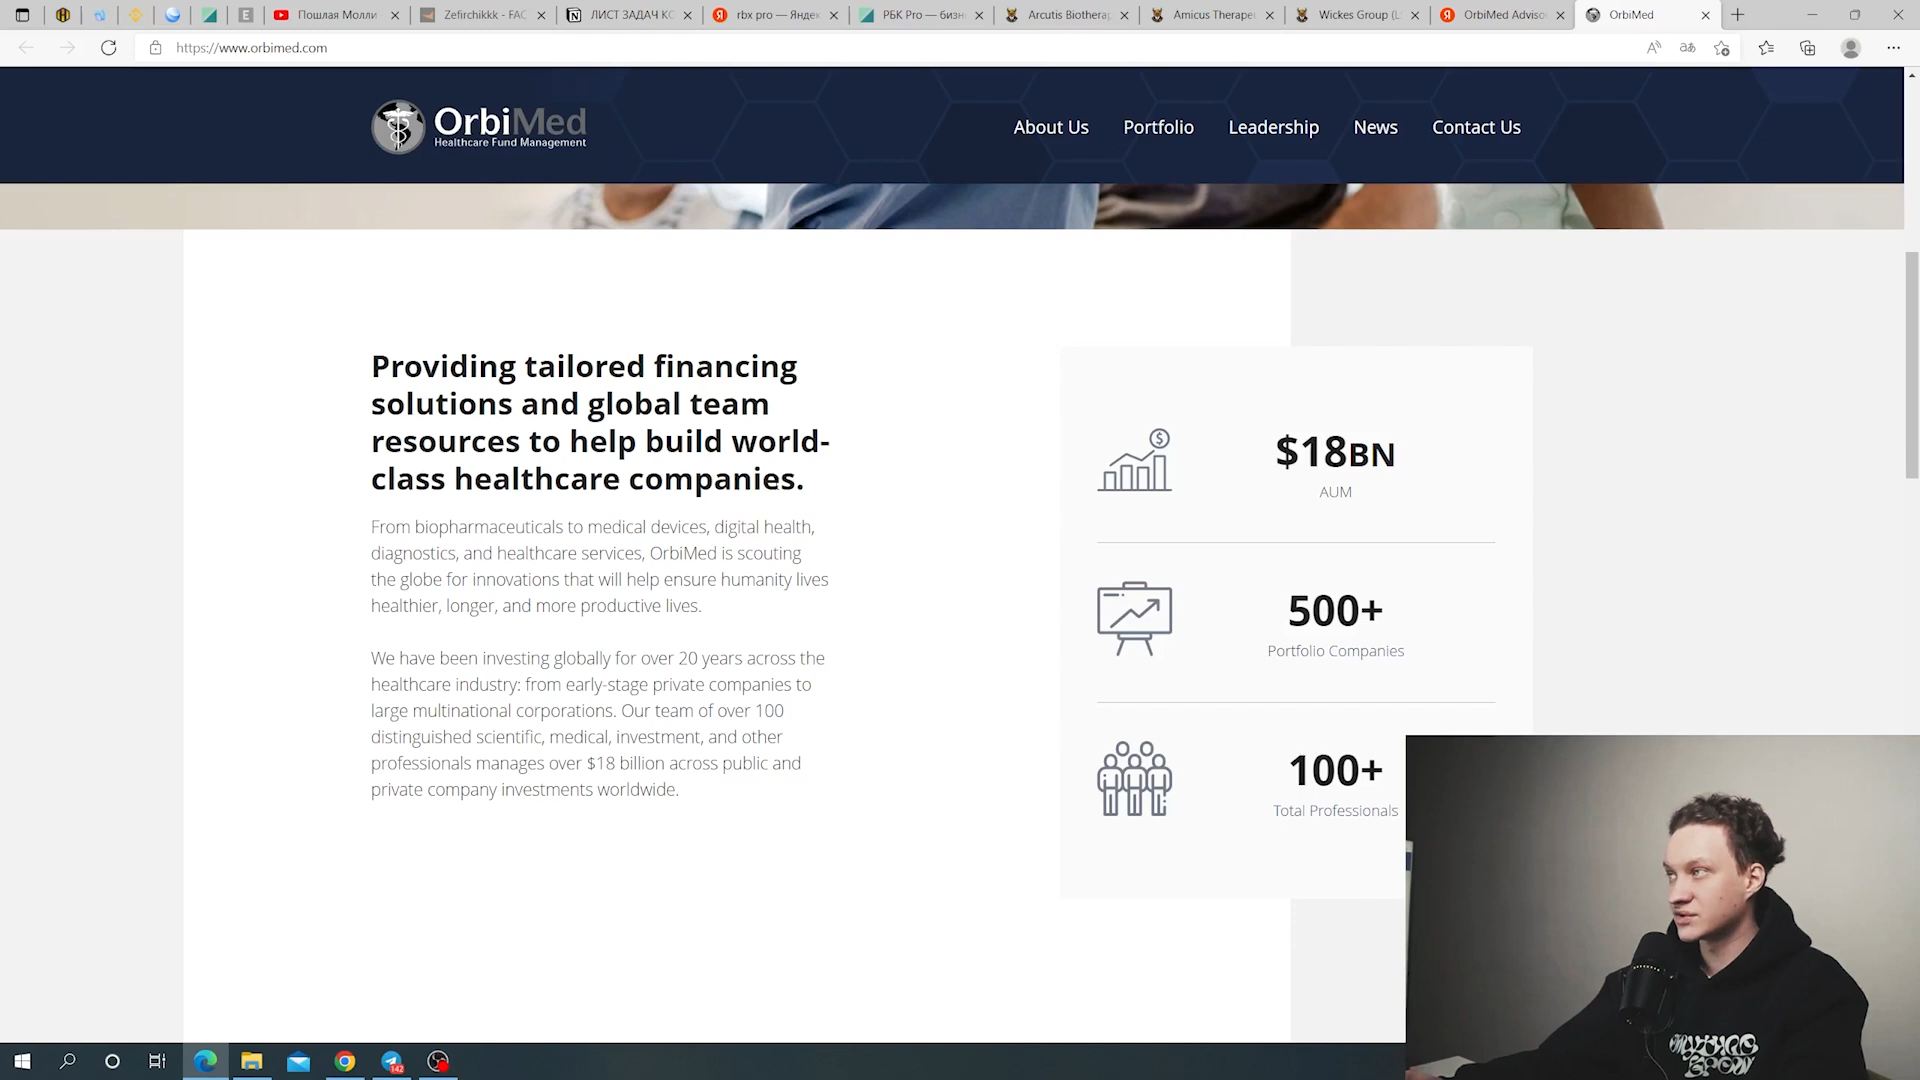 Пошлая Молли
Zefirchikkk - FAC
ЛИСТ ЗАДАЧ КС
rbx pro — Яндек
РБК Pro — бизн
Arcutis Biotherap
Amicus Therapeu
Wickes Group (L
OrbiMed Adviso
OrbiMed
https://www.orbimed.com
OrbiMed
Healthcare Fund Management
About Us
Portfolio
Leadership
News
Contact Us
Providing tailored financing
solutions and global team
resources to help build world-
class healthcare companies.
From biopharmaceuticals to medical devices, digital health,
diagnostics, and healthcare services, OrbiMed is scouting
the globe for innovations that will help ensure humanity lives
healthier, longer, and more productive lives.
We have been investing globally for over 20 years across the
healthcare industry: from early-stage private companies to
large multinational corporations. Our team of over 100
distinguished scientific, medical, investment, and other
professionals manages over $18 billion across public and
private company investments worldwide.
$18BN
AUM
500+
Portfolio Companies
100+
Total Professionals
142